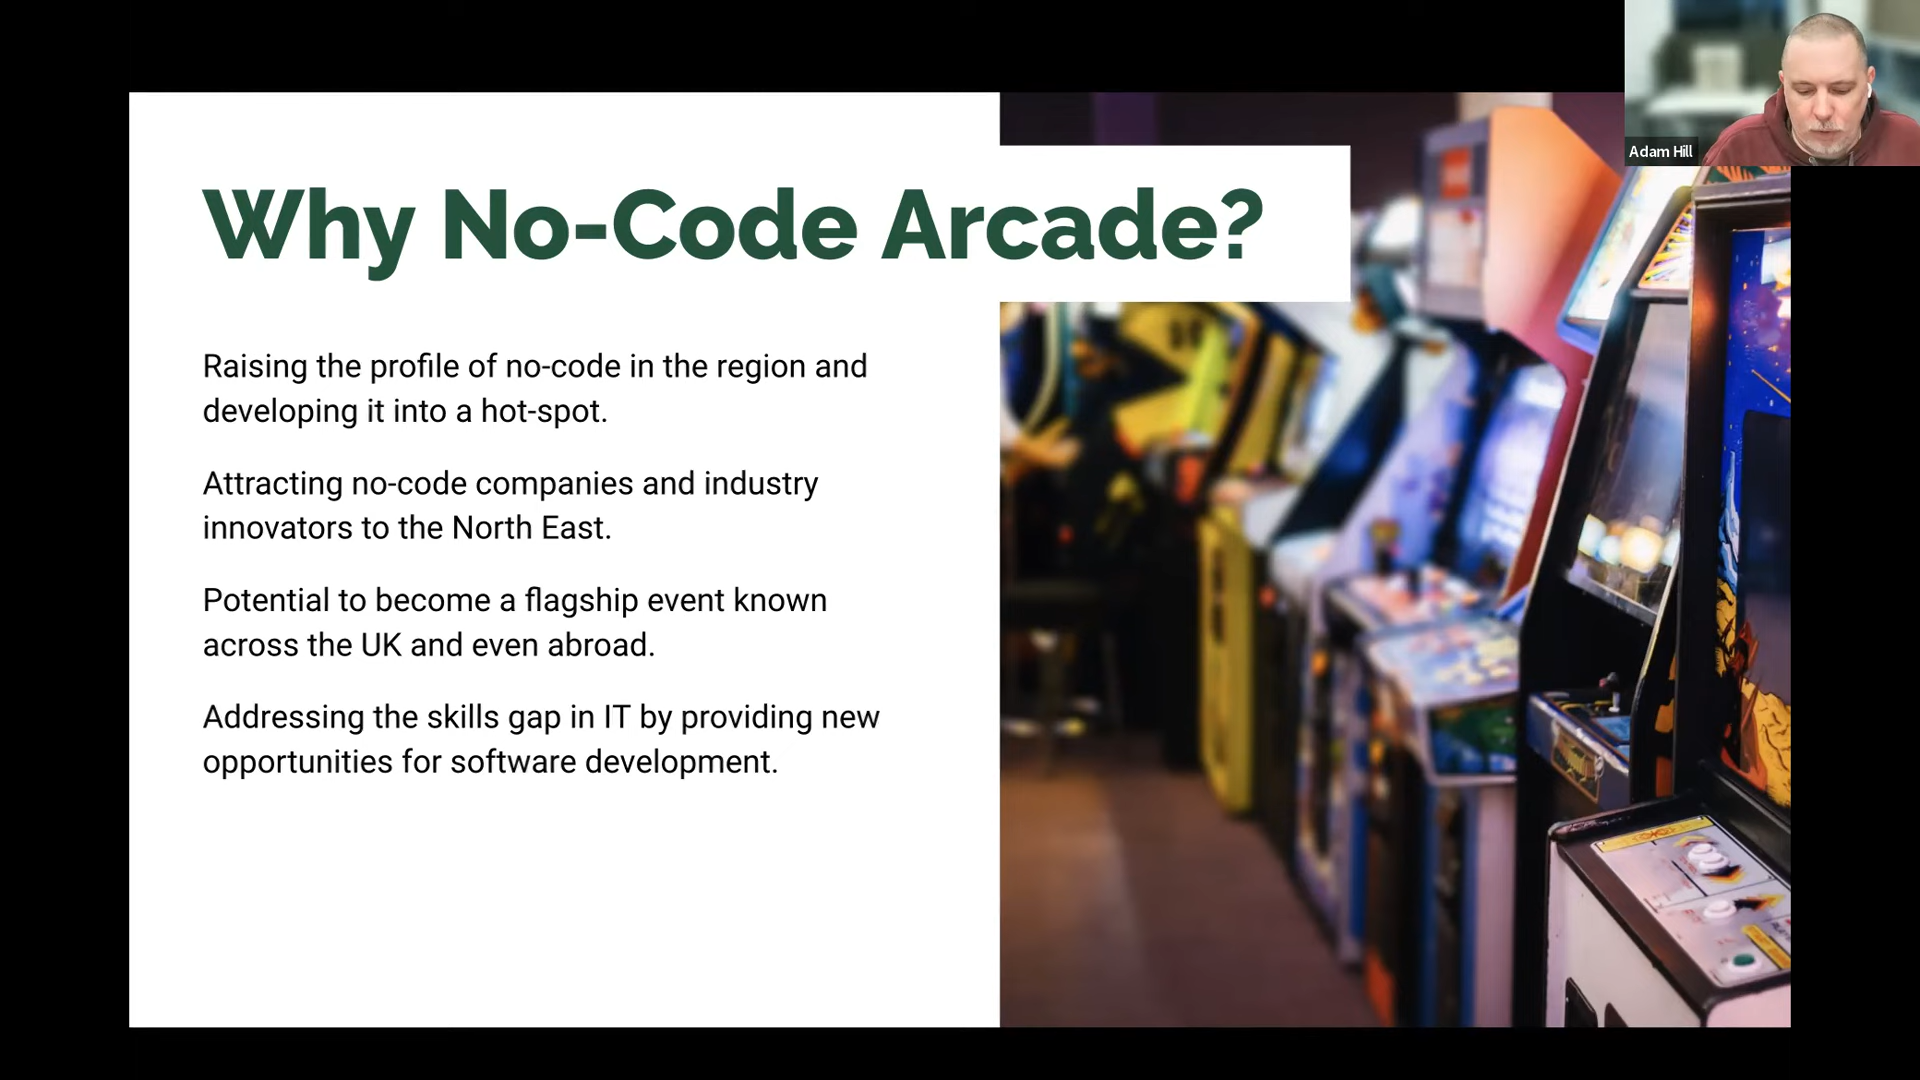 Why No-Code Arcade?
Raising the profile of no-code in the region and
developing it into a hot-spot.
Attracting no-code companies and industry
innovators to the North East.
Potential to become a flagship event known
across the UK and even abroad.
Addressing the skills gap in IT by providing new
opportunities for software development.
Adam Hill